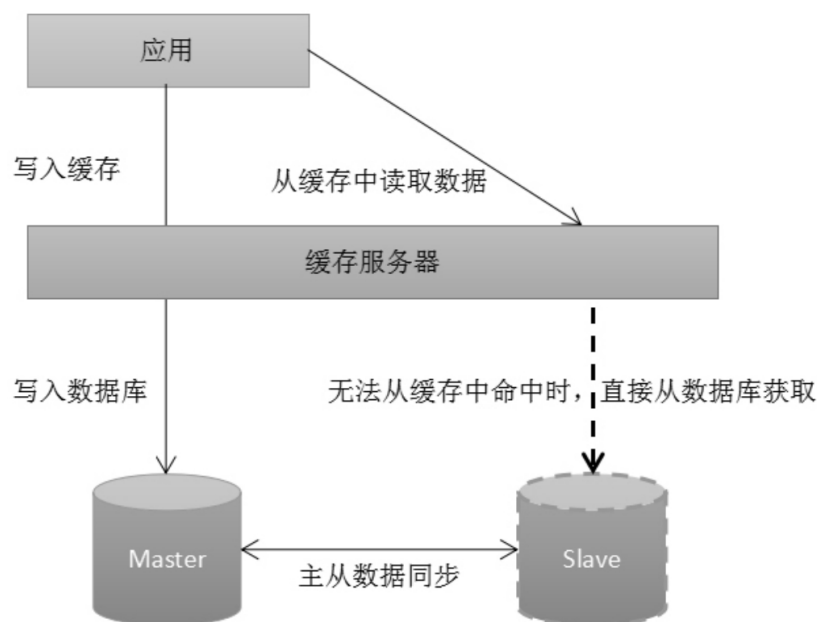 应用
写入缓存
从缓存中读取数据
缓存服务器
写入数据库
无法从缓存中命中时，直接从数据库获取
Master
Slave
主从数据同步